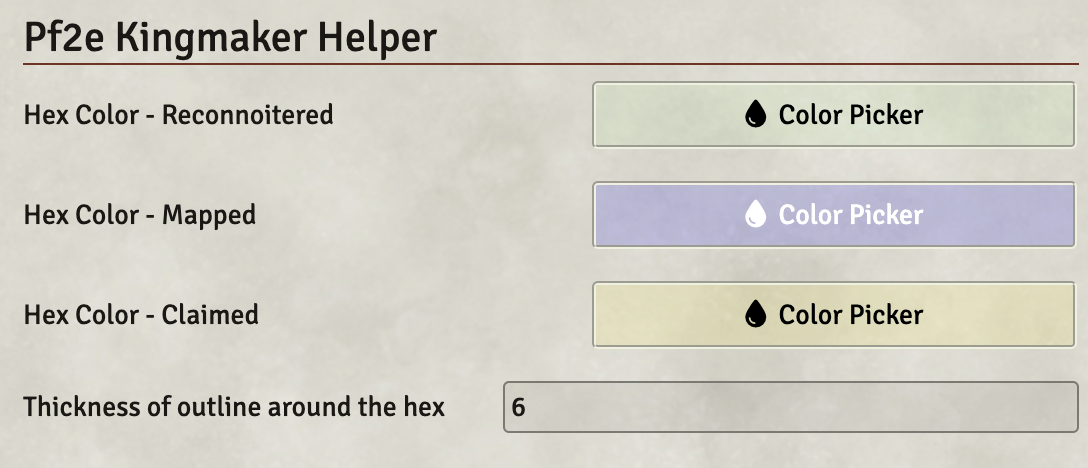 Pf2e Kingmaker Helper
Hex Color - Reconnoitered
Color Picker
Hex Color - Mapped
Color Picker
Hex Color - Claimed
Color Picker
Thickness of outline around the hex
6